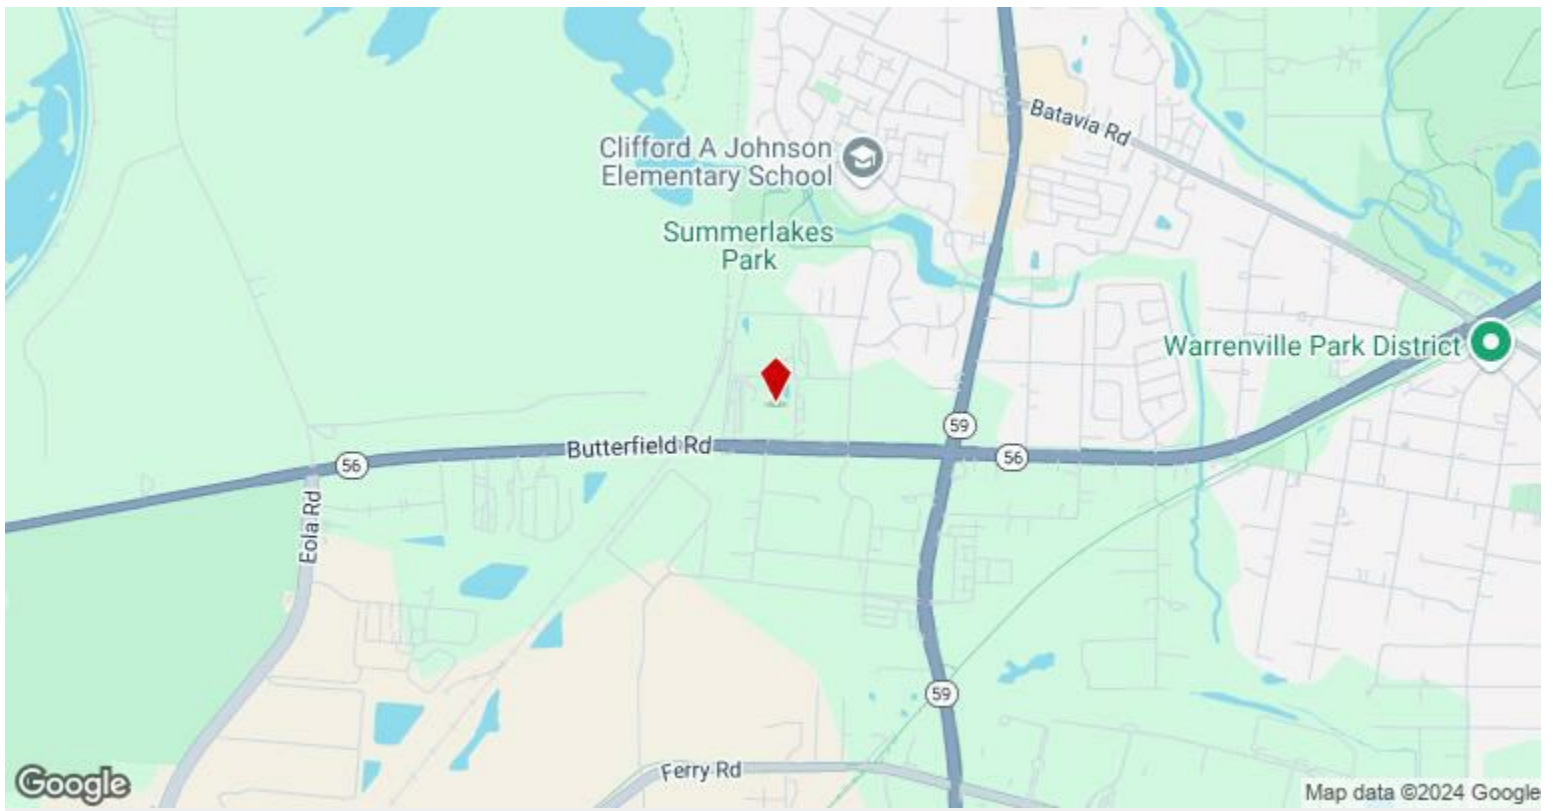 Batavia Rd
Clifford A Johnson
Elementary School
Summerlakes
Park
Warrenville Park District
59
Butterfield Rd
56
56
Eola Rd
59
Ferry Rd
Google
Map data ©2024 Google